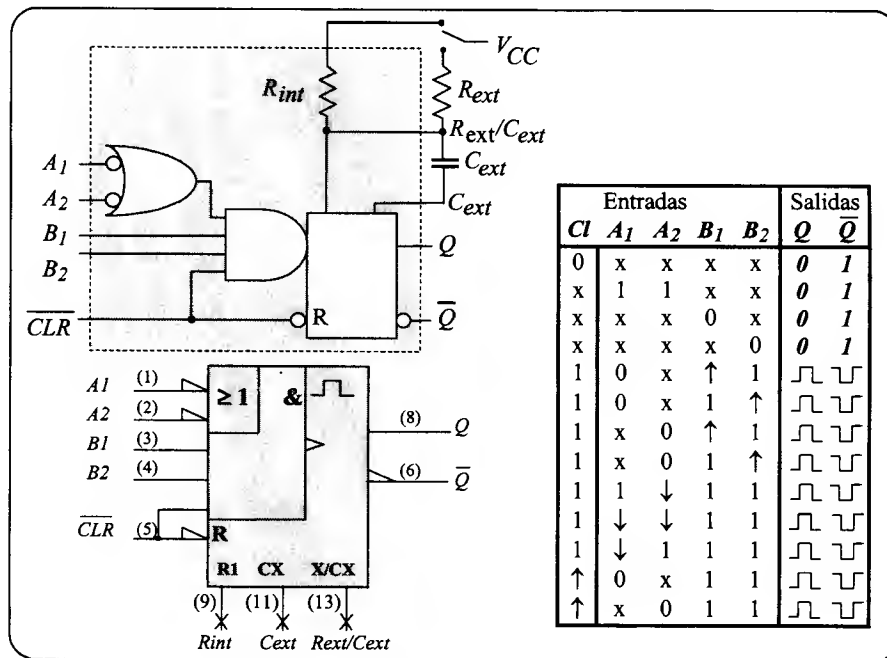 V_CC
R_int
R_ext
R_ext/C_ext
C_ext
C_ext
A_1
A_2
B_1
B_2
Q
R
CLR
Q
A1 (1)
A2 (2)
B1 (3)
B2 (4)
CLR (5)
≥ 1
&
(8) Q
(6) Q
R
R1 CX X/CX
(9) (11) (13)
Rint Cext Rext/Cext
Entradas Salidas
Cl A_1 A_2 B_1 B_2 Q Q̅
0 x x x x 0 1
x 1 1 x x 0 1
x x x 0 x 0 1
x x x x 0 0 1
1 0 x ↑ 1
1 0 x 1 ↑
1 x 0 ↑ 1
1 x 0 1 ↑
1 1 ↓ 1 1
1 ↓ ↓ 1 1
1 ↓ 1 1 1
↑ 0 x 1 1
↑ x 0 1 1